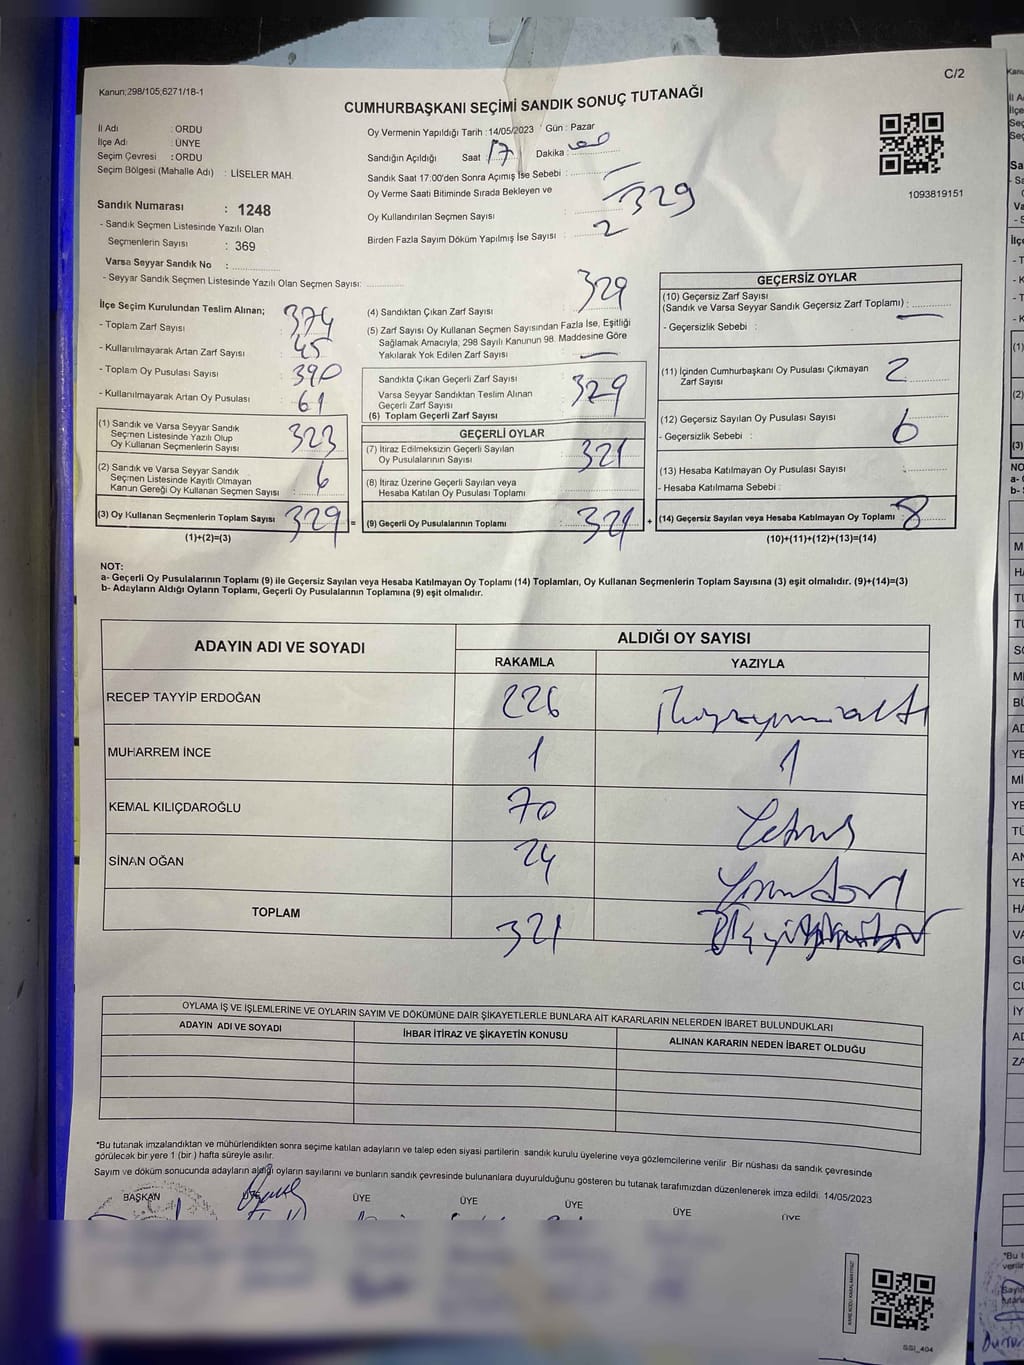 C/2
Kanun:298/105,6271/18-1
CUMHURBAŞKANI SEÇİMİ SANDIK SONUÇ TUTANAĞI
İl Adı : ORDU
İlçe Adı : ÜNYE
Seçim Çevresi : ORDU
Seçim Bölgesi (Mahalle Adı) : LİSELER MAH.
Sandık Numarası : 1248
- Sandık Seçmen Listesinde Yazılı Olan
Seçmenlerin Sayısı : 369
Varsa Seyyar Sandık No :
- Seyyar Sandık Seçmen Listesinde Yazılı Olan Seçmen Sayısı:
Oy Vermenin Yapıldığı Tarih : 14/05/2023 Gün : Pazar
Sandığın Açıldığı Saat : 17 Dakika :
Sandık Saat 17:00'den Sonra Açımış İse Sebebi :
Oy Verme Saati Bitiminde Sırada Bekleyen ve
Oy Kullandırılan Seçmen Sayısı : 329
Birden Fazla Sayım Döküm Yapılmış İse Sayısı : 2
1093819151
İlçe Seçim Kurulundan Teslim Alınan;
- Toplam Zarf Sayısı : 374
- Kullanılmayarak Artan Zarf Sayısı : 45
- Toplam Oy Pusulası Sayısı : 390
- Kullanılmayarak Artan Oy Pusulası : 61
(1) Sandık ve Varsa Seyyar Sandık
Seçmen Listesinde Yazılı Olup
Oy Kullanan Seçmenlerin Sayısı : 323
(2) Sandık ve Varsa Seyyar Sandık
Seçmen Listesinde Kayıtlı Olmayan
Kanun Gereği Oy Kullanan Seçmen Sayısı : 6
(3) Oy Kullanan Seçmenlerin Toplam Sayısı : 329 =
(1)+(2)=(3)
(4) Sandıktan Çıkan Zarf Sayısı : 329
(5) Zarf Sayısı Oy Kullanan Seçmen Sayısından Fazla İse, Eşitliği
Sağlamak Amacıyla; 298 Sayılı Kanunun 98. Maddesine Göre
Yakılarak Yok Edilen Zarf Sayısı :
Sandıkta Çıkan Geçerli Zarf Sayısı
Varsa Seyyar Sandıktan Teslim Alınan
Geçerli Zarf Sayısı
(6) Toplam Geçerli Zarf Sayısı : 329
GEÇERLİ OYLAR
(7) İtiraz Edilmeksizin Geçerli Sayılan
Oy Pusulalarının Sayısı : 321
(8) İtiraz Üzerine Geçerli Sayılan veya
Hesaba Katılan Oy Pusulası Toplamı :
(9) Geçerli Oy Pusulalarının Toplamı : 321 +
GEÇERSİZ OYLAR
(10) Geçersiz Zarf Sayısı
(Sandık ve Varsa Seyyar Sandık Geçersiz Zarf Toplamı) :
- Geçersizlik Sebebi :
(11) İçinden Cumhurbaşkanı Oy Pusulası Çıkmayan
Zarf Sayısı : 2
(12) Geçersiz Sayılan Oy Pusulası Sayısı : 6
- Geçersizlik Sebebi :
(13) Hesaba Katılmayan Oy Pusulası Sayısı :
- Hesaba Katılmama Sebebi :
(14) Geçersiz Sayılan veya Hesaba Katılmayan Oy Toplamı : 8
(10)+(11)+(12)+(13)=(14)
NOT:
a- Geçerli Oy Pusulalarının Toplamı (9) ile Geçersiz Sayılan veya Hesaba Katılmayan Oy Toplamı (14) Toplamları, Oy Kullanan Seçmenlerin Toplam Sayısına (3) eşit olmalıdır. (9)+(14)=(3)
b- Adayların Aldığı Oyların Toplamı, Geçerli Oy Pusulalarının Toplamına (9) eşit olmalıdır.
ADAYIN ADI VE SOYADI ALDIĞI OY SAYISI
RAKAMLA YAZIYLA
RECEP TAYYİP ERDOĞAN 226
MUHARREM İNCE 1 1
KEMAL KILIÇDAROĞLU 70 Yetmiş
SİNAN OĞAN 24
TOPLAM 321
OYLAMA İŞ VE İŞLEMLERİNE VE OYLARIN SAYIM VE DÖKÜMÜNE DAİR ŞİKAYETLERLE BUNLARA AİT KARARLARIN NELERDEN İBARET BULUNDUKLARI
ADAYIN ADI VE SOYADI İHBAR İTİRAZ VE ŞİKAYETİN KONUSU ALINAN KARARIN NEDEN İBARET OLDUĞU
*Bu tutanak imzalandıktan ve mühürlendikten sonra seçime katılan adayların ve talep eden siyasi partilerin sandık kurulu üyelerine veya gözlemcilerine verilir. Bir nüshası da sandık çevresinde
görülecek bir yere 1 (bir ) hafta süreyle asılır.
Sayım ve döküm sonucunda adayların aldığı oyların sayılarını ve bunların sandık çevresinde bulunanlara duyurulduğunu gösteren bu tutanak tarafımızdan düzenlenerek imza edildi. 14/05/2023
BAŞKAN ÜYE ÜYE ÜYE ÜYE ÜYE ÜYE
SSI_404